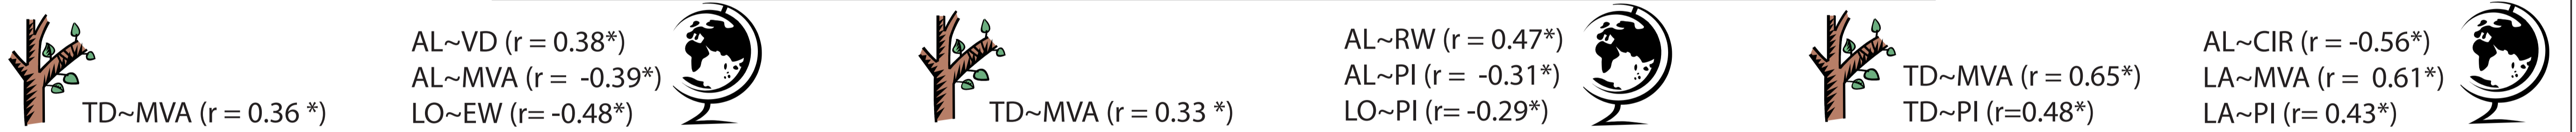 TD~MVA (r = 0.36 *)
AL~VD (r = 0.38*)
AL~MVA (r =  -0.39*)
LO~EW (r= -0.48*)
TD~MVA (r = 0.33 *)
AL~RW (r = 0.47*)
AL~PI (r =  -0.31*)
LO~PI (r= -0.29*)
TD~MVA (r = 0.65*)
TD~PI (r=0.48*)
AL~CIR (r = -0.56*)
LA~MVA (r =  0.61*)
LA~PI (r= 0.43*)